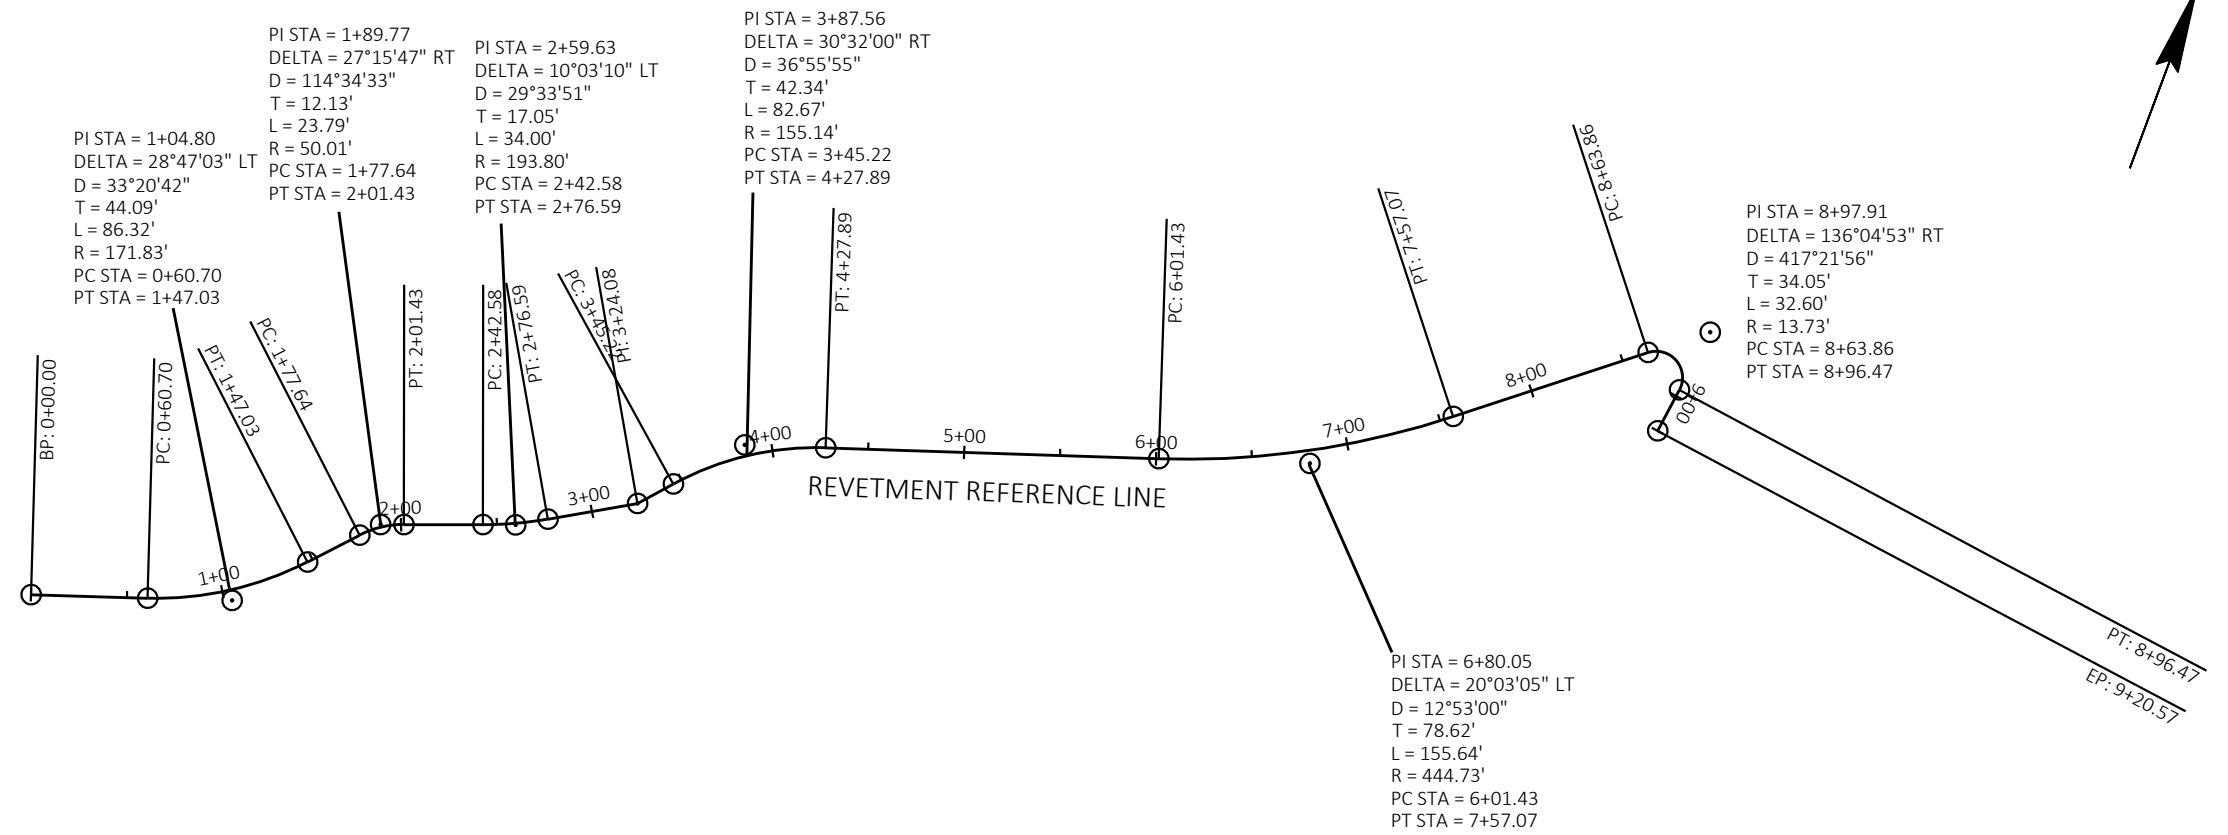 PI STA = 1+04.80
DELTA = 28°47'03" LT
D = 33°20'42"
T = 44.09'
L = 86.32'
R = 171.83'
PC STA = 0+60.70
PT STA = 1+47.03
PI STA = 1+89.77
DELTA = 27°15'47" RT
D = 114°34'33"
T = 12.13'
L = 23.79'
R = 50.01'
PC STA = 1+77.64
PT STA = 2+01.43
PI STA = 2+59.63
DELTA = 10°03'10" LT
D = 29°33'51"
T = 17.05'
L = 34.00'
R = 193.80'
PC STA = 2+42.58
PT STA = 2+76.59
PI STA = 3+87.56
DELTA = 30°32'00" RT
D = 36°55'55"
T = 42.34'
L = 82.67'
R = 155.14'
PC STA = 3+45.22
PT STA = 4+27.89
PI STA = 8+97.91
DELTA = 136°04'53" RT
D = 417°21'56"
T = 34.05'
L = 32.60'
R = 13.73'
PC STA = 8+63.86
PT STA = 8+96.47
BP: 0+00.00
PC: 0+60.70
PT: 1+47.03
PC: 1+77.64
PT: 2+01.43
PC: 2+42.58
PT: 2+76.59
PC: 3+45.22
PI: 3+24.08
PT: 4+27.89
PC: 6+01.43
PT: 7+57.07
PC: 8+63.86
1+00
2+00
3+00
4+00
5+00
6+00
7+00
8+00
9+00
REVETMENT REFERENCE LINE
PT: 8+96.47
EP: 9+20.57
PI STA = 6+80.05
DELTA = 20°03'05" LT
D = 12°53'00"
T = 78.62'
L = 155.64'
R = 444.73'
PC STA = 6+01.43
PT STA = 7+57.07